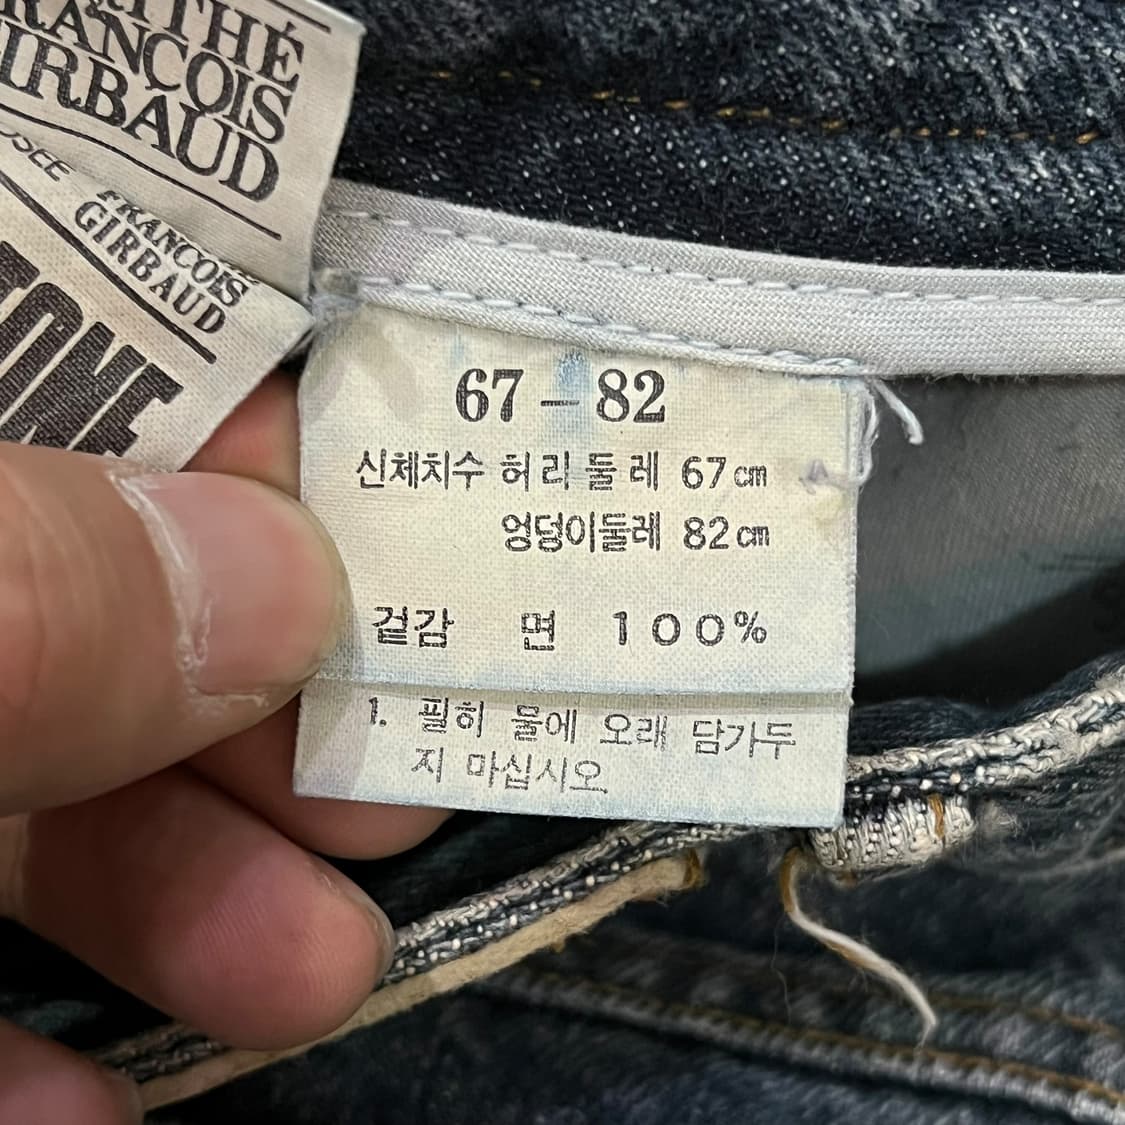 ITHÉ
FRANÇOIS
GIRBAUD
FRANCOIS
GIRBAUD
67 - 82
신체치수 허리둘레 67㎝
엉덩이둘레 82㎝
겉감 면 100%
1. 필히 물에 오래 담가두
지 마십시오.